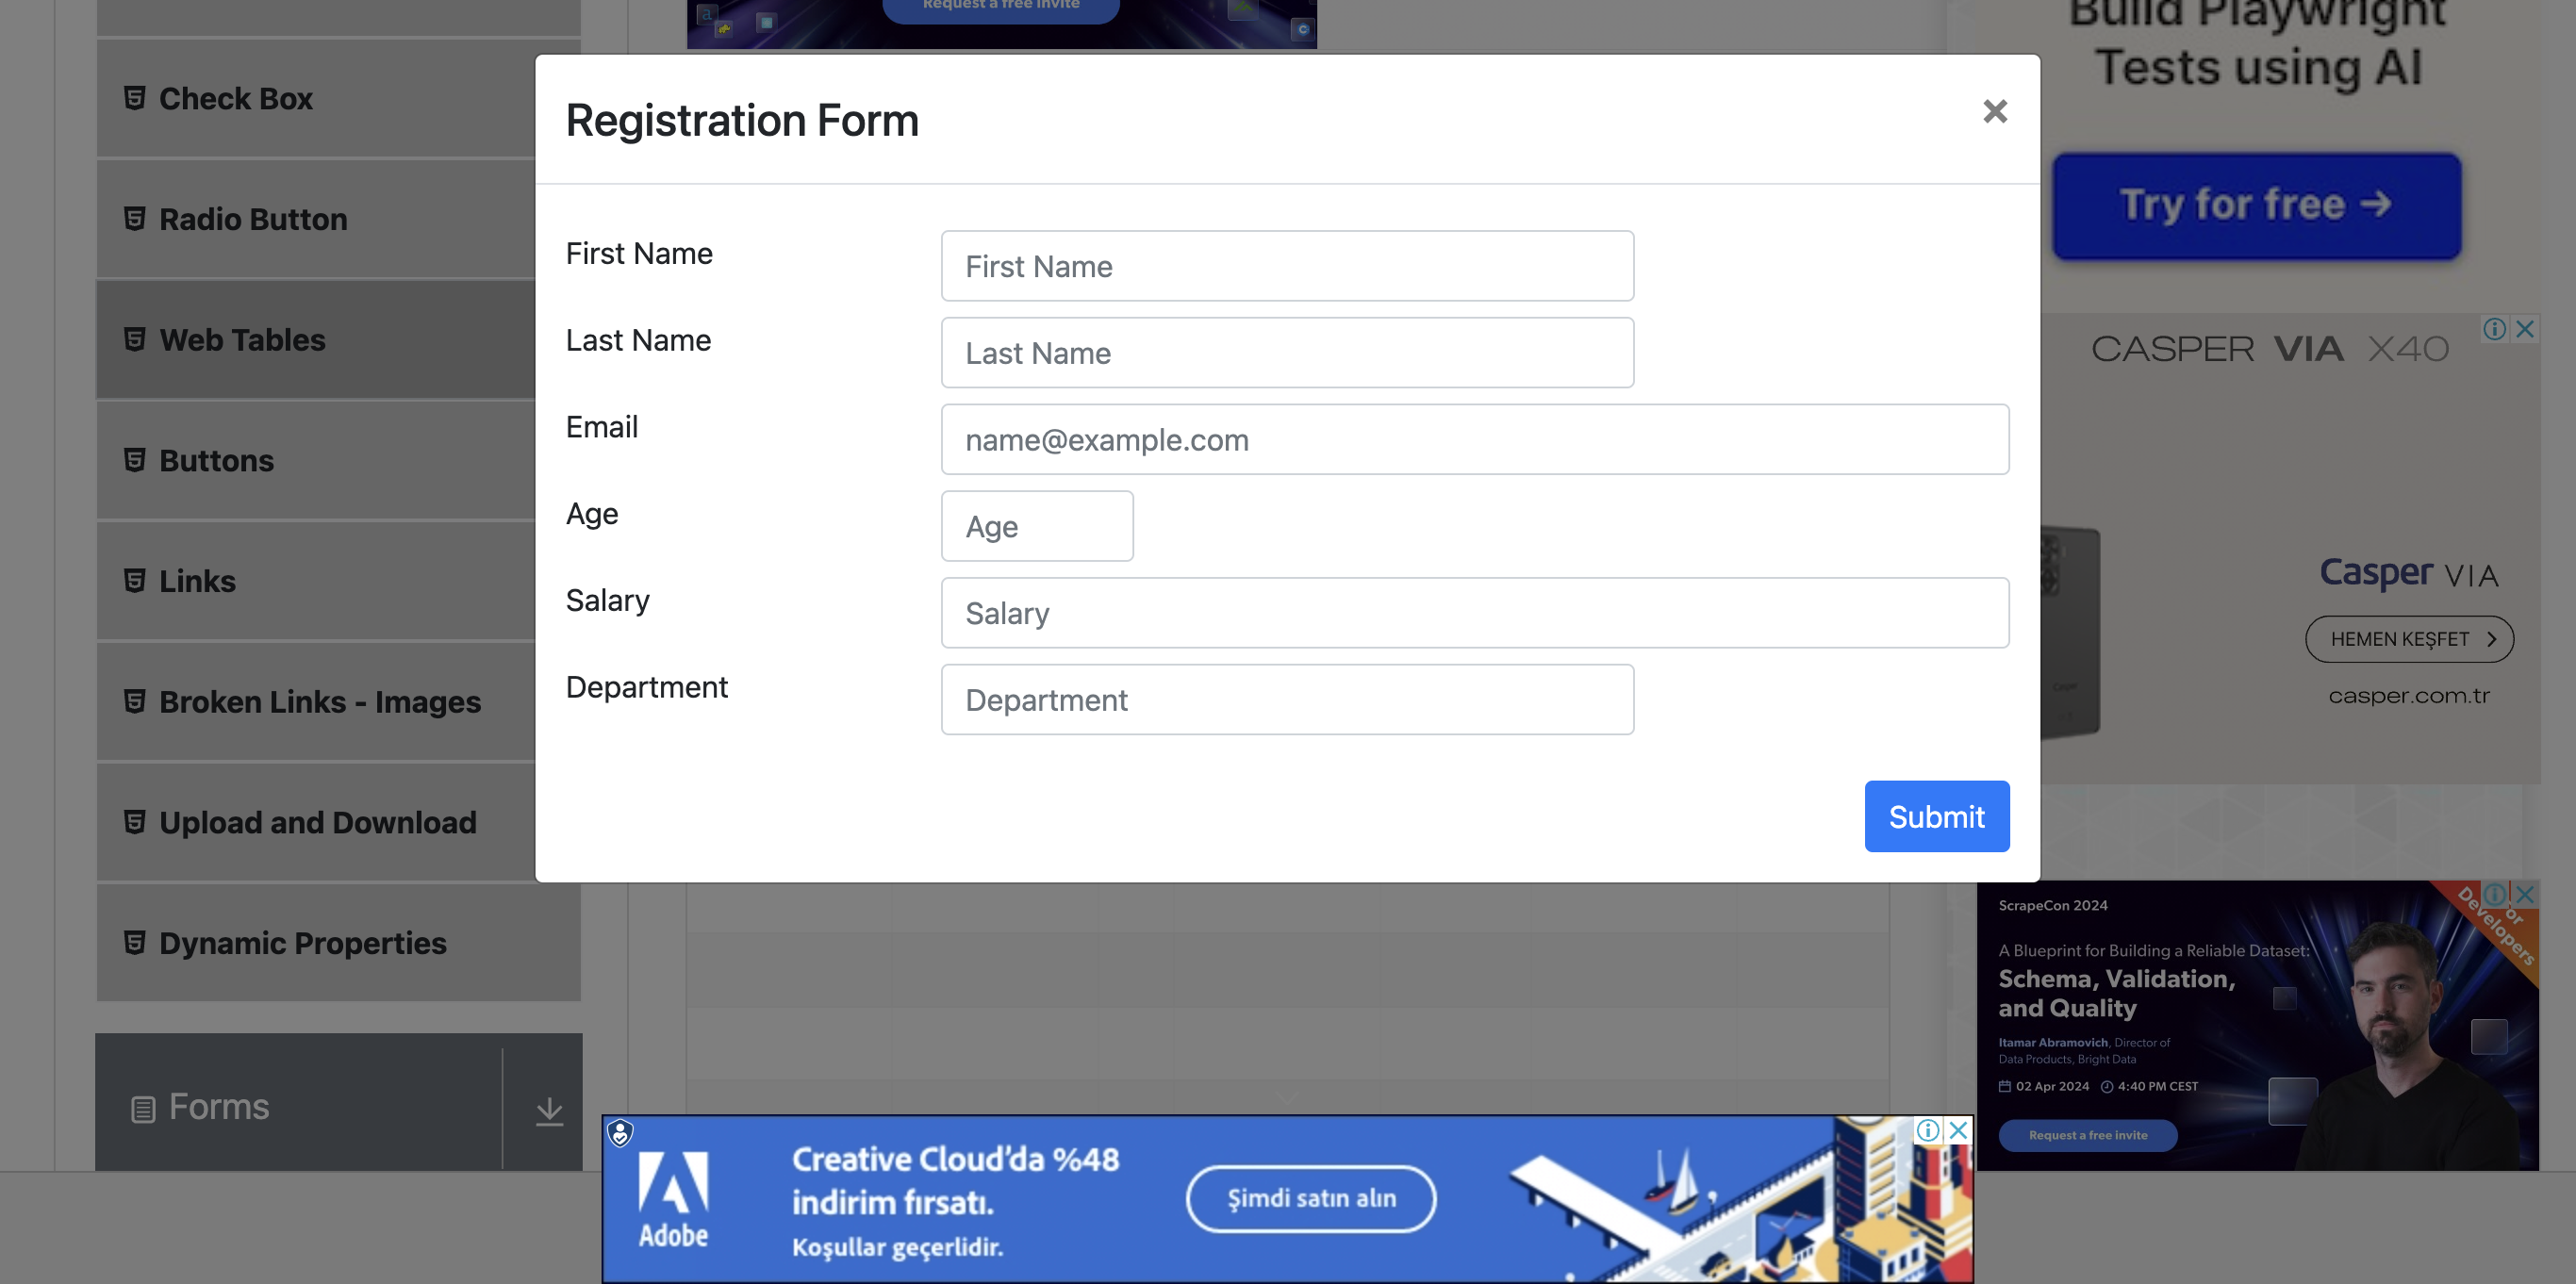 Request a free invite
Build Playwright
Tests using AI
Try for free →
Check Box
Radio Button
Web Tables
Buttons
Links
Broken Links - Images
Upload and Download
Dynamic Properties
Forms
Registration Form
×
First Name
First Name
Last Name
Last Name
Email
name@example.com
Age
Age
Salary
Salary
Department
Department
Submit
CASPER VIA X40
Casper VIA
HEMEN KEŞFET >
casper.com.tr
ScrapeCon 2024
Developers
A Blueprint for Building a Reliable Dataset:
Schema, Validation,
and Quality
Itamar Abramovich, Director of
Data Products, Bright Data
02 Apr 2024 4:40 PM CEST
Request a free invite
Adobe
Creative Cloud’da %48
indirim fırsatı.
Koşullar geçerlidir.
Şimdi satın alın